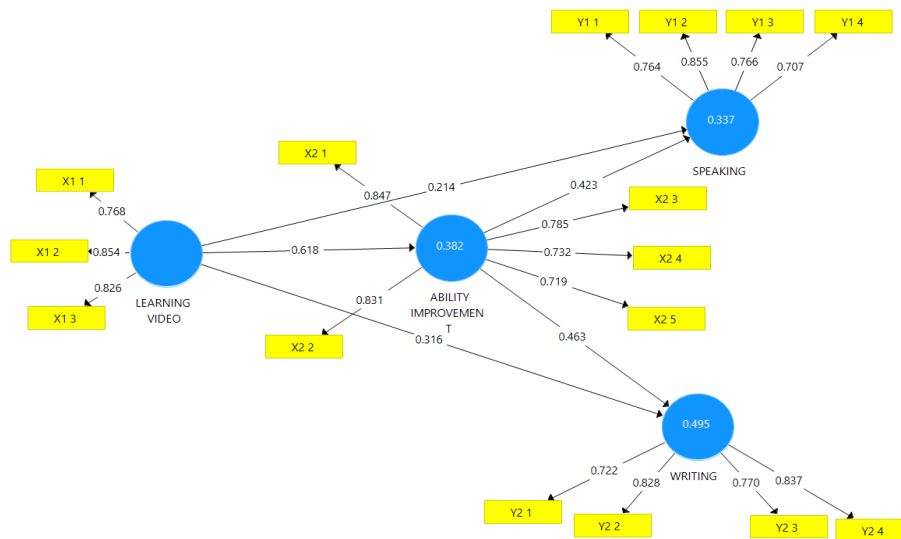 Y1 1
Y1 2
Y1 3
Y1 4
0.764
0.855
0.766
0.707
0.337
SPEAKING
X2 1
0.847
0.214
0.423
X1 1
0.768
X1 2
0.854
0.826
X1 3
LEARNING
VIDEO
0.618
0.382
ABILITY
IMPROVEMEN
T
0.785
X2 3
0.732
X2 4
0.719
X2 5
0.831
X2 2
0.316
0.463
0.495
WRITING
0.722
0.828
0.770
0.837
Y2 1
Y2 2
Y2 3
Y2 4